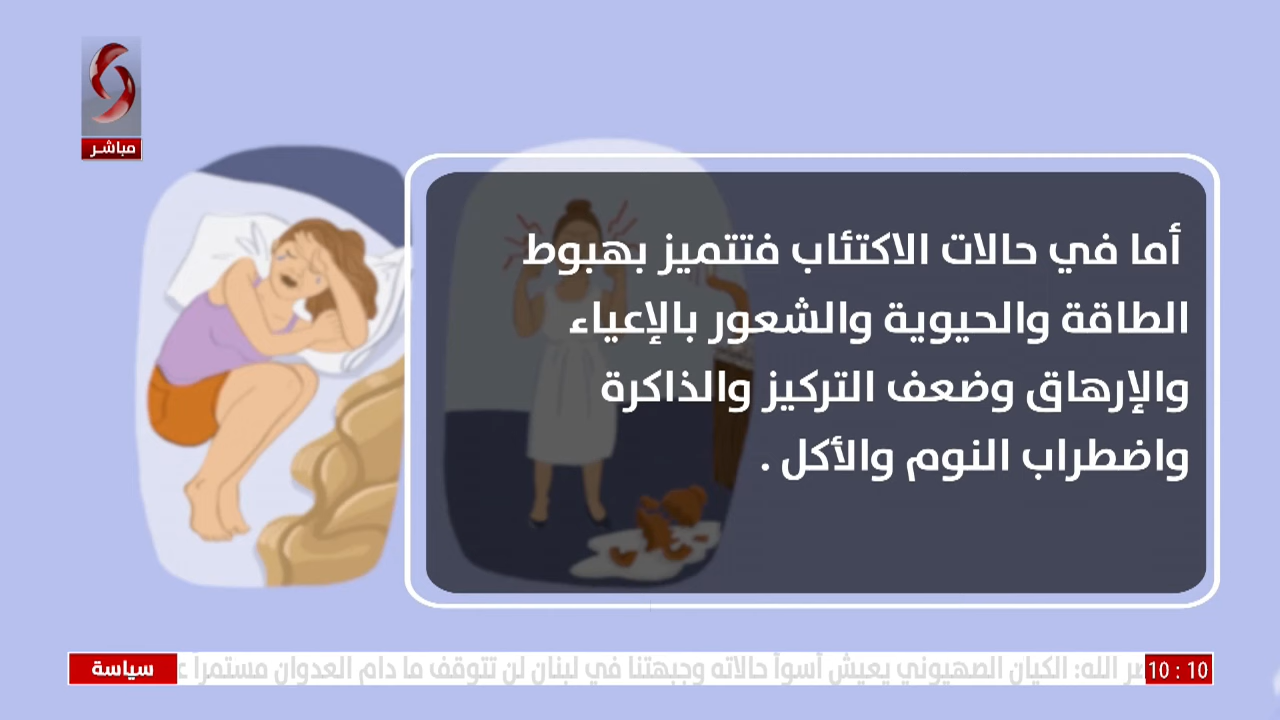 مباشر
أما في حالات الاكتئاب فتتميز بهبوط
الطاقة والحيوية والشعور بالإعياء
والإرهاق وضعف التركيز والذاكرة
واضطراب النوم والأكل .
سياسة
الله: الكيان الصهيوني يعيش أسوأ حالاته وجبهتنا في لبنان لن تتوقف ما دام العدوان مستمرا
10 : 10